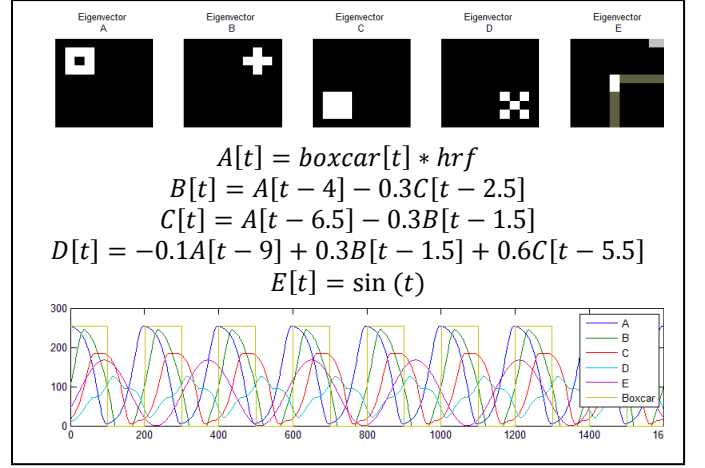 Eigenvector Eigenvector Eigenvector Eigenvector Eigenvector
A B C D E
A[t] = boxcar[t] * hrf
B[t] = A[t − 4] − 0.3C[t − 2.5]
C[t] = A[t − 6.5] − 0.3B[t − 1.5]
D[t] = −0.1A[t − 9] + 0.3B[t − 1.5] + 0.6C[t − 5.5]
E[t] = sin (t)
300
200
100
0
A
B
C
D
E
Boxcar
0 200 400 600 800 1000 1200 1400 16